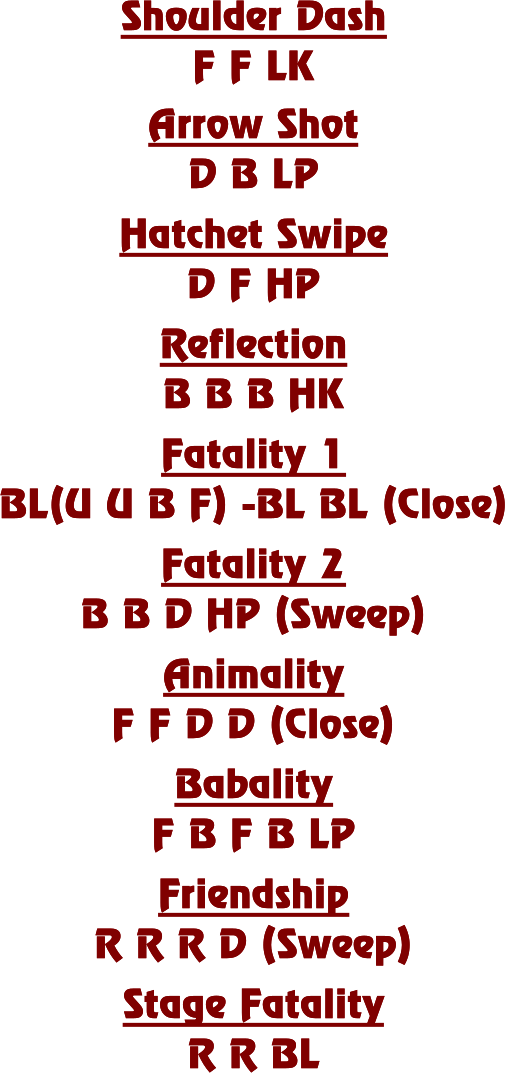 Shoulder Dash
F F LK
Arrow Shot
D B LP
Hatchet Swipe
D F HP
Reflection
B B B HK
Fatality 1
BL(U U B F) -BL BL (Close)
Fatality 2
B B D HP (Sweep)
Animality
F F D D (Close)
Babality
F B F B LP
Friendship
R R R D (Sweep)
Stage Fatality
R R BL